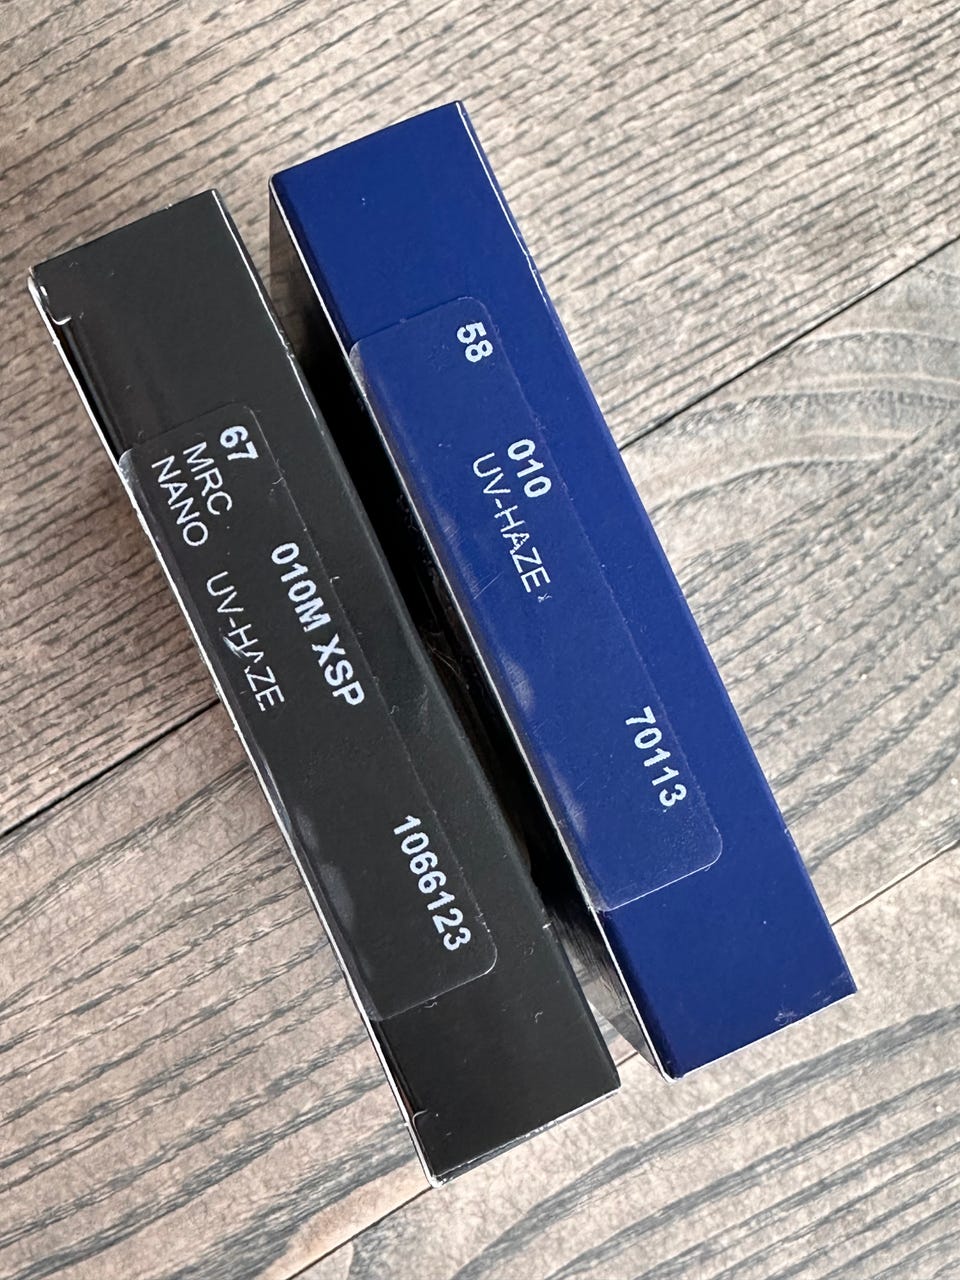 67 010M XSP 1066123
MRC UV-HAZE
NANO
58 010 70113
UV-HAZE